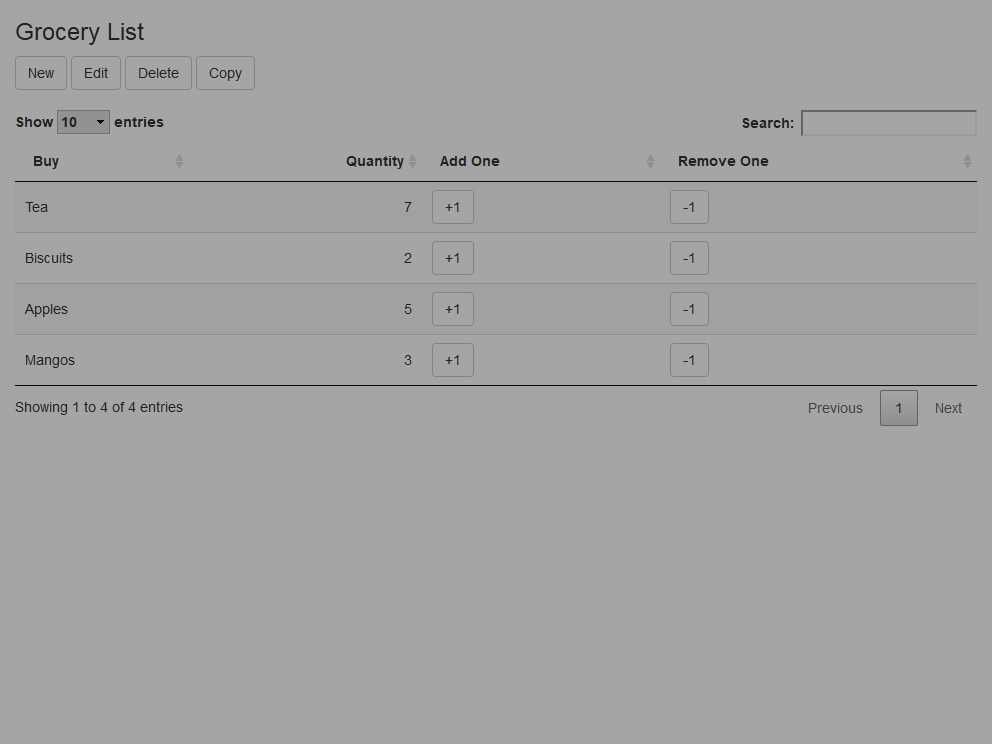 Grocery List
New Edit Delete Copy
Show 10 entries Search:
Buy Quantity Add One Remove One
Tea 7 +1 -1
Biscuits 2 +1 -1
Apples 5 +1 -1
Mangos 3 +1 -1
Showing 1 to 4 of 4 entries Previous 1 Next